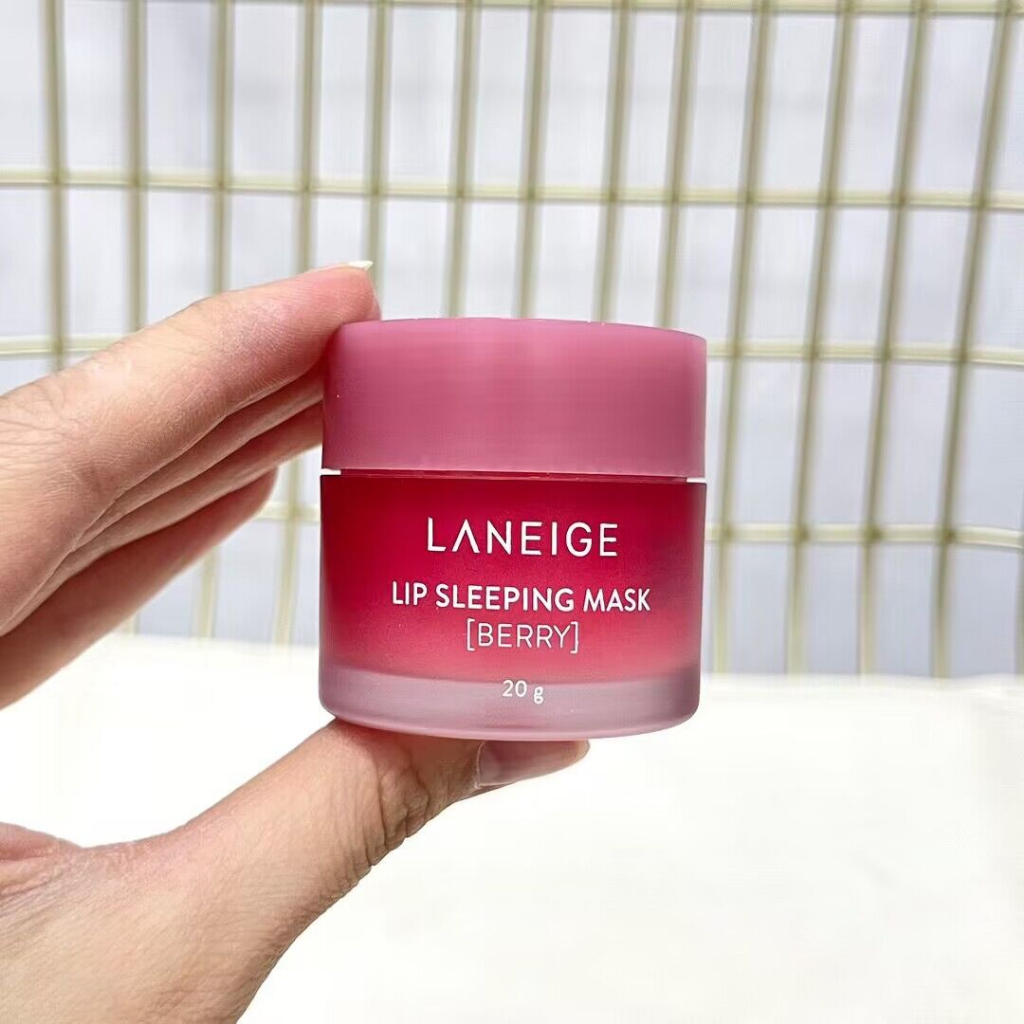 LANEIGE
LIP SLEEPING MASK
[BERRY]
20 g